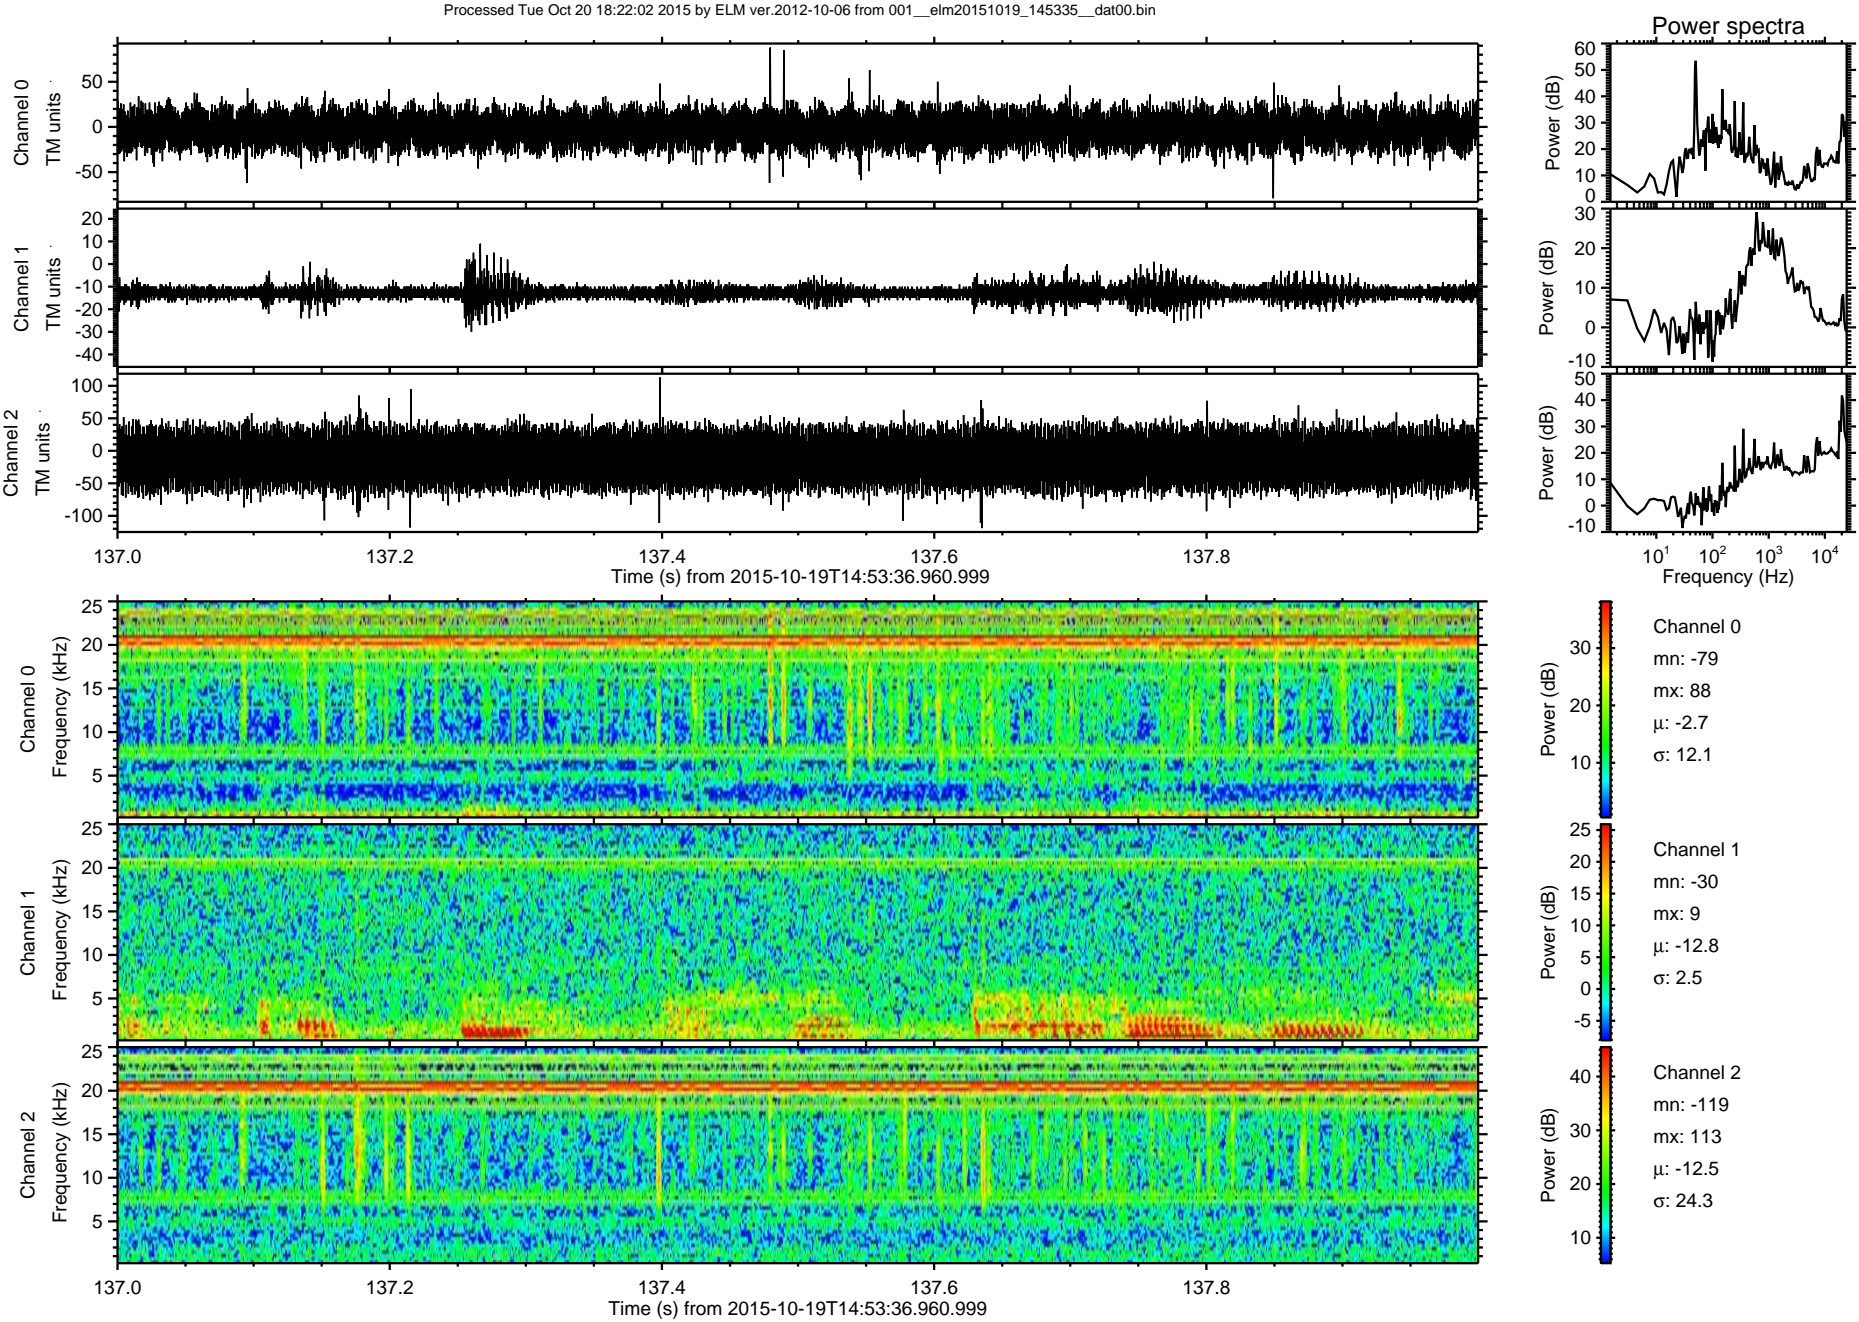 Processed Tue Oct 20 18:22:02 2015 by ELM ver.2012-10-06 from 001__elm20151019_145335__dat00.bin
Power spectra
Channel 0
TM units
50
0
-50
Power (dB)
60
50
40
30
20
10
0
Channel 1
TM units
20
10
0
-10
-20
-30
-40
Power (dB)
30
20
10
0
-10
Channel 2
TM units
100
50
0
-50
-100
Power (dB)
50
40
30
20
10
0
-10
137.0 137.2 137.4 137.6 137.8
Time (s) from 2015-10-19T14:53:36.960.999
10¹ 10² 10³ 10⁴
Frequency (Hz)
Channel 0
Frequency (kHz)
25
20
15
10
5
Power (dB)
30
20
10
Channel 0
mn: -79
mx: 88
μ: -2.7
σ: 12.1
Channel 1
Frequency (kHz)
25
20
15
10
5
Power (dB)
25
20
15
10
5
0
-5
Channel 1
mn: -30
mx: 9
μ: -12.8
σ: 2.5
Channel 2
Frequency (kHz)
25
20
15
10
5
Power (dB)
40
30
20
10
Channel 2
mn: -119
mx: 113
μ: -12.5
σ: 24.3
137.0 137.2 137.4 137.6 137.8
Time (s) from 2015-10-19T14:53:36.960.999